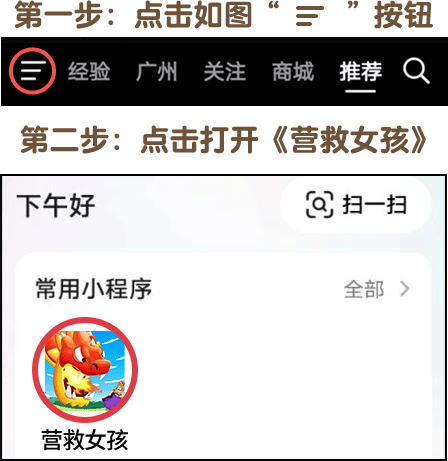 第一步：点击如图“ ”按钮
经验 广州 关注 商城 推荐
第二步：点击打开《营救女孩》
下午好 扫一扫
常用小程序 全部 >
营救女孩